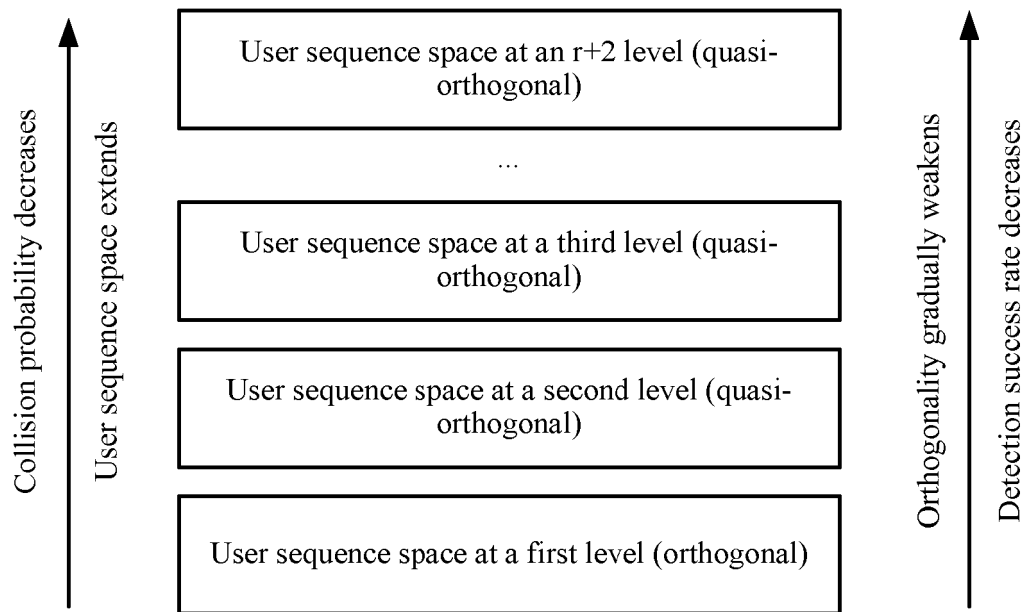 Collision probability decreases
User sequence space extends
User sequence space at an r+2 level (quasi-
orthogonal)
...
User sequence space at a third level (quasi-
orthogonal)
User sequence space at a second level (quasi-
orthogonal)
User sequence space at a first level (orthogonal)
Orthogonality gradually weakens
Detection success rate decreases